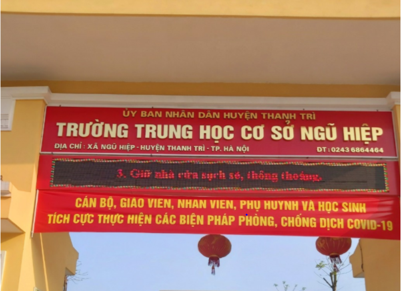 ỦY BAN NHÂN DÂN HUYỆN THANH TRÌ
TRƯỜNG TRUNG HỌC CƠ SỞ NGŨ HIỆP
ĐỊA CHỈ: XÃ NGŨ HIỆP - HUYỆN THANH TRÌ - TP. HÀ NỘI ĐT: 0243 6864464
3. Giữ nhà cửa sạch sẽ, thông thoáng.
CÁN BỘ, GIÁO VIÊN, NHÂN VIÊN, PHỤ HUYNH VÀ HỌC SINH
TÍCH CỰC THỰC HIỆN CÁC BIỆN PHÁP PHÒNG, CHỐNG DỊCH COVID-19